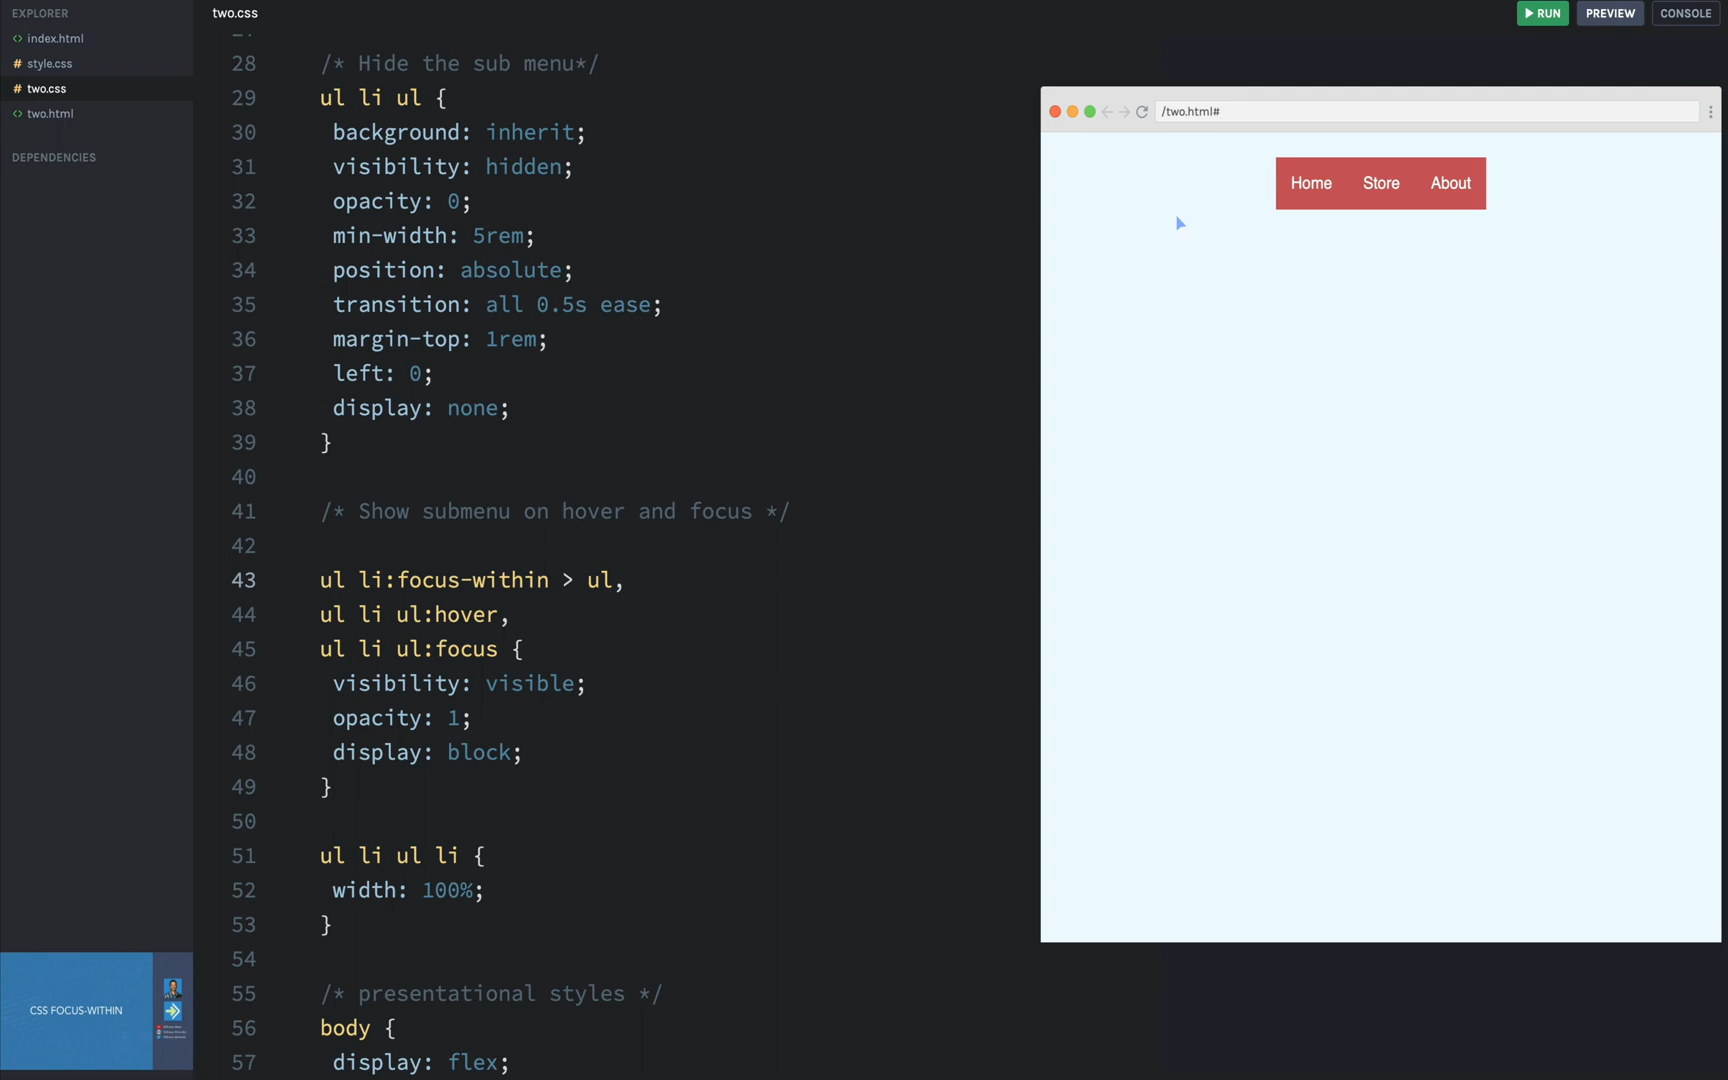 EXPLORER
<> index.html
# style.css
# two.css
<> two.html
DEPENDENCIES
CSS FOCUS-WITHIN
two.css
28 /* Hide the sub menu*/
29 ul li ul {
30 background: inherit;
31 visibility: hidden;
32 opacity: 0;
33 min-width: 5rem;
34 position: absolute;
35 transition: all 0.5s ease;
36 margin-top: 1rem;
37 left: 0;
38 display: none;
39 }
40
41 /* Show submenu on hover and focus */
42
43 ul li:focus-within > ul,
44 ul li ul:hover,
45 ul li ul:focus {
46 visibility: visible;
47 opacity: 1;
48 display: block;
49 }
50
51 ul li ul li {
52 width: 100%;
53 }
54
55 /* presentational styles */
56 body {
57 display: flex;
RUN PREVIEW CONSOLE
/two.html#
Home Store About